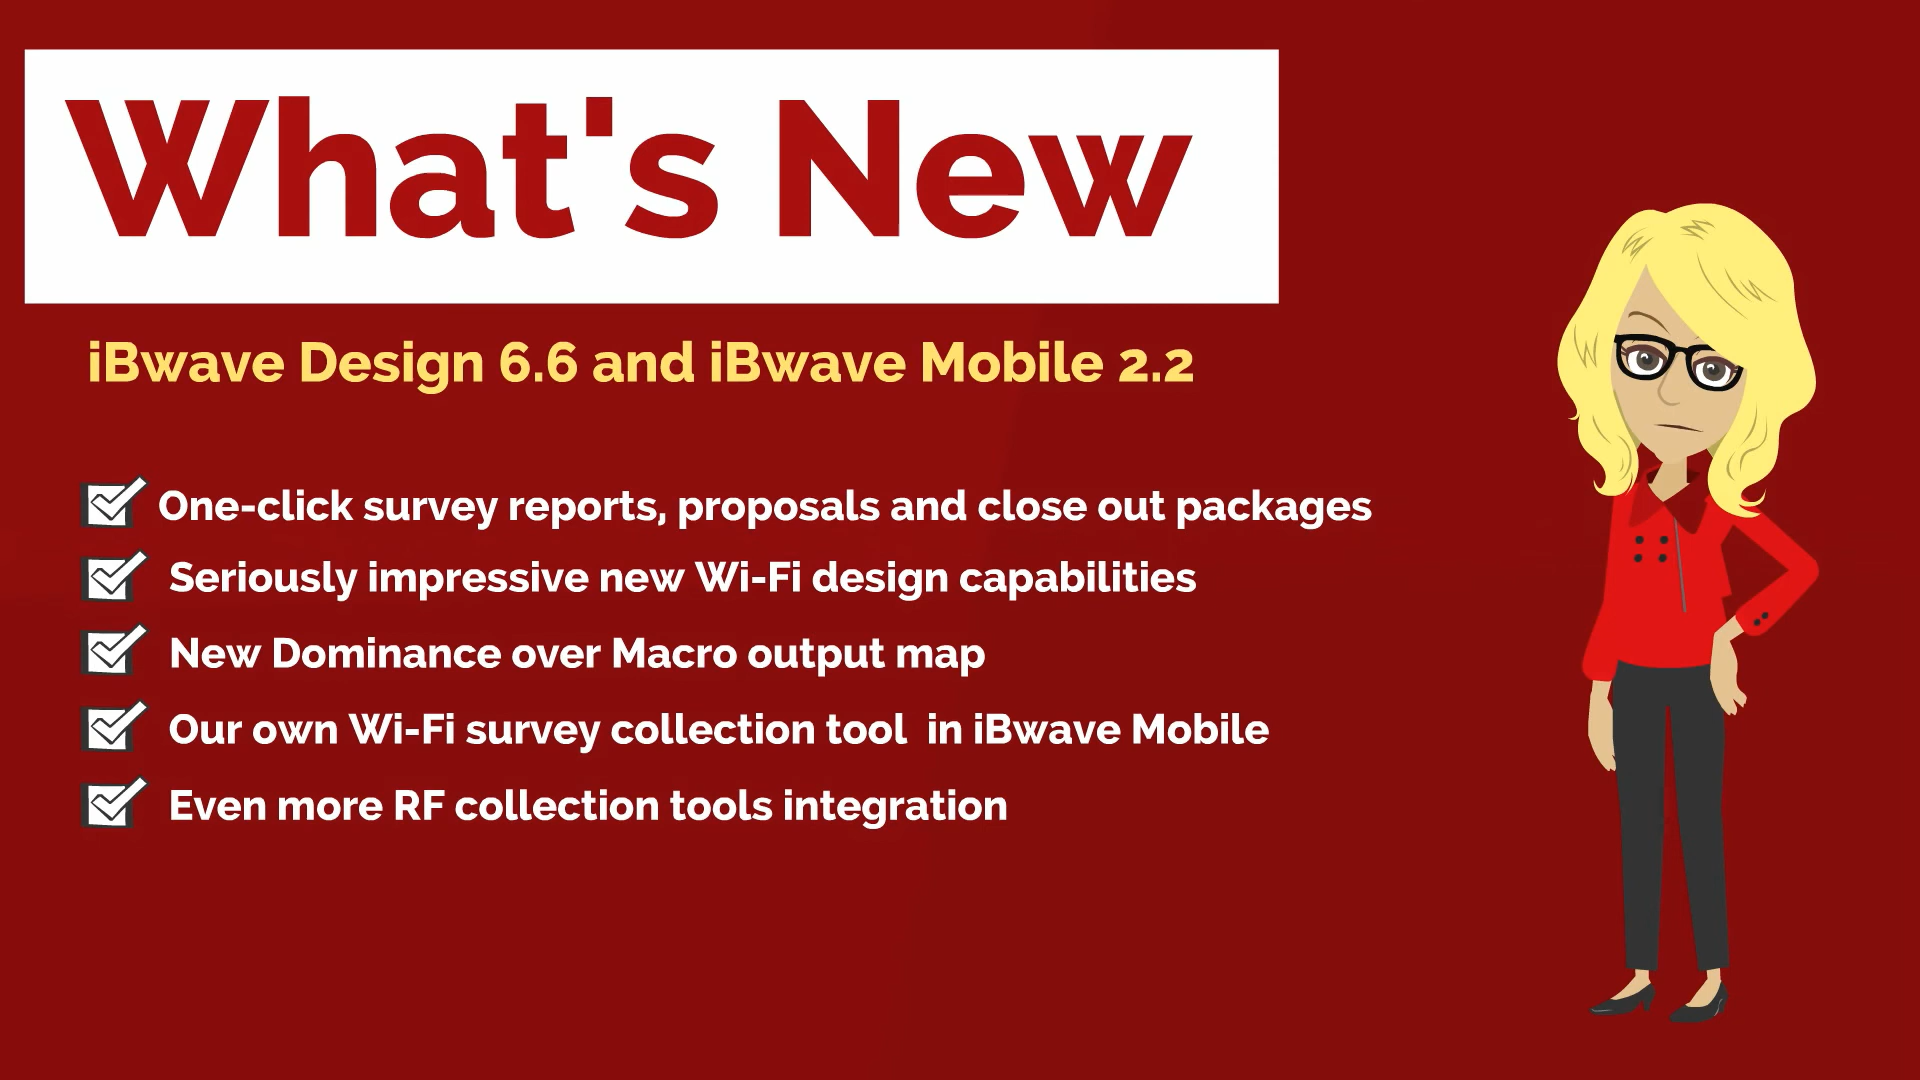 What's New
iBwave Design 6.6 and iBwave Mobile 2.2
One-click survey reports, proposals and close out packages
Seriously impressive new Wi-Fi design capabilities
New Dominance over Macro output map
Our own Wi-Fi survey collection tool  in iBwave Mobile
Even more RF collection tools integration